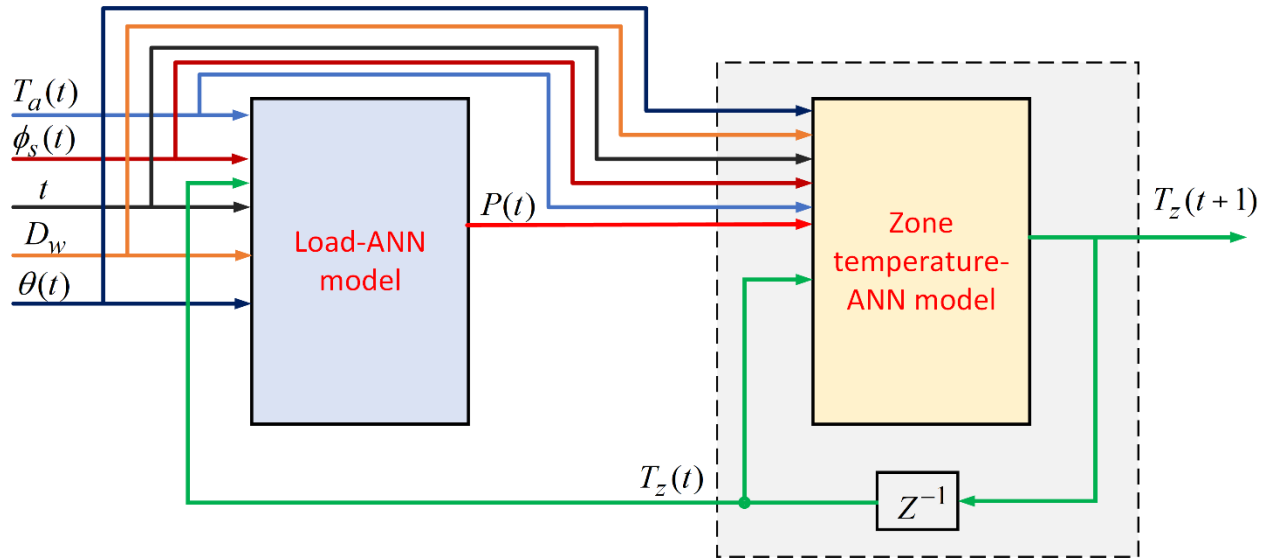 T_a(t)
ϕ_s(t)
t
D_w
θ(t)
Load-ANN
model
P(t)
Zone
temperature-
ANN model
T_z(t+1)
T_z(t)
Z^{-1}